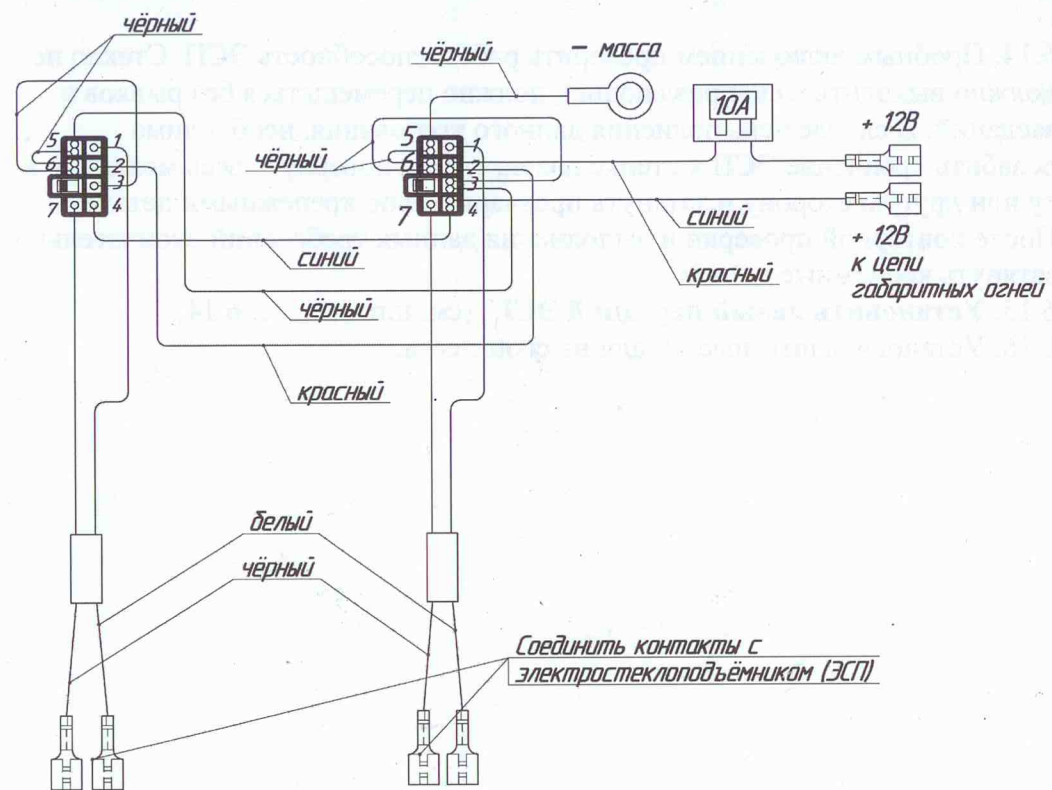 чёрный
чёрный
– масса
10А
+ 12В
5
1
6
2
3
7
4
чёрный
5
1
6
2
3
7
4
синий
синий
+ 12В
к цепи
габаритных огней
красный
чёрный
красный
белый
чёрный
Соединить контакты с
электростеклоподъёмником (ЭСП)